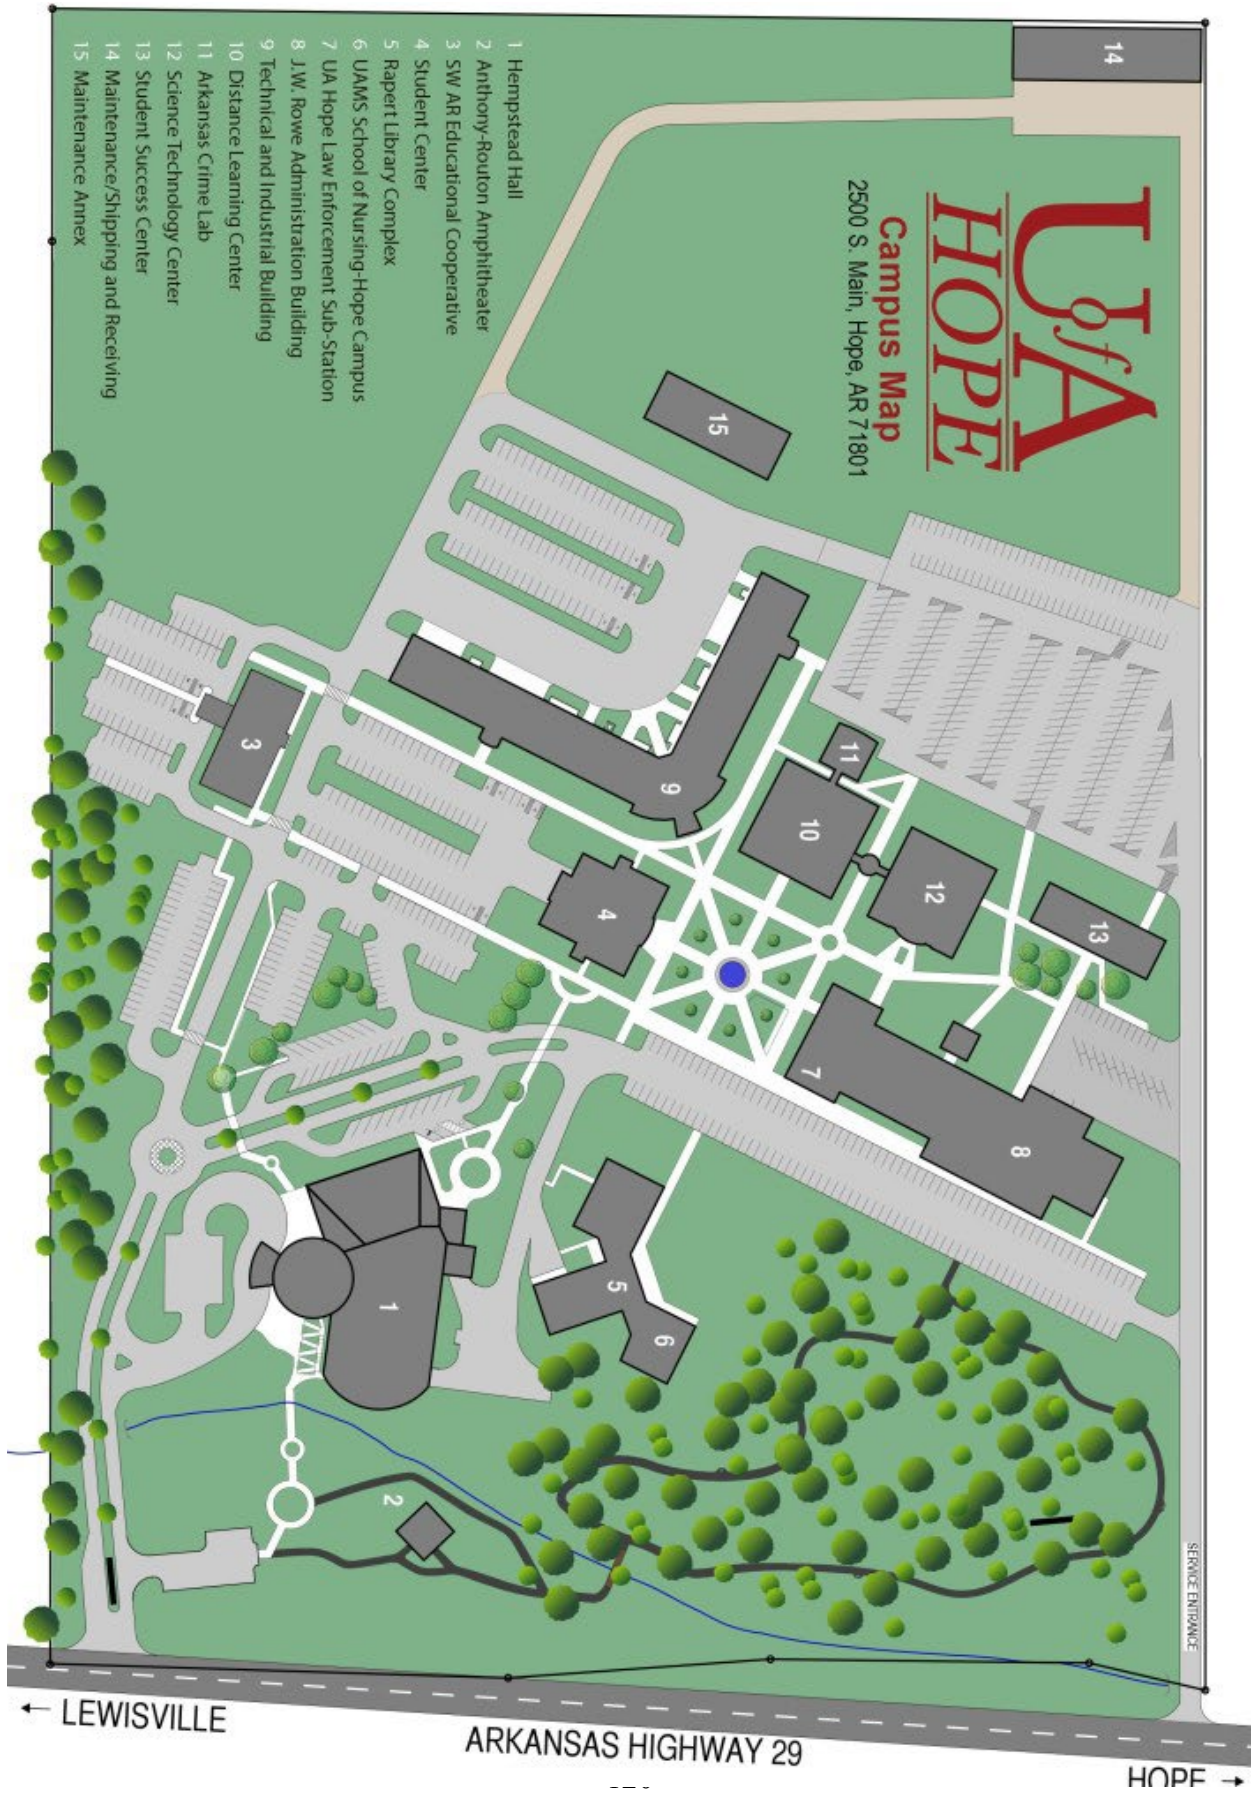 U of A
HOPE
Campus Map
2500 S. Main, Hope, AR 71801
1 Hempstead Hall
2 Anthony-Routon Amphitheater
3 SW AR Educational Cooperative
4 Student Center
5 Rapert Library Complex
6 UAMS School of Nursing-Hope Campus
7 UA Hope Law Enforcement Sub-Station
8 J.W. Rowe Administration Building
9 Technical and Industrial Building
10 Distance Learning Center
11 Arkansas Crime Lab
12 Science Technology Center
13 Student Success Center
14 Maintenance/Shipping and Receiving
15 Maintenance Annex
14
15
11
10
9
12
13
3
4
7
8
5
6
1
2
SERVICE ENTRANCE
← LEWISVILLE
ARKANSAS HIGHWAY 29
HOPE →